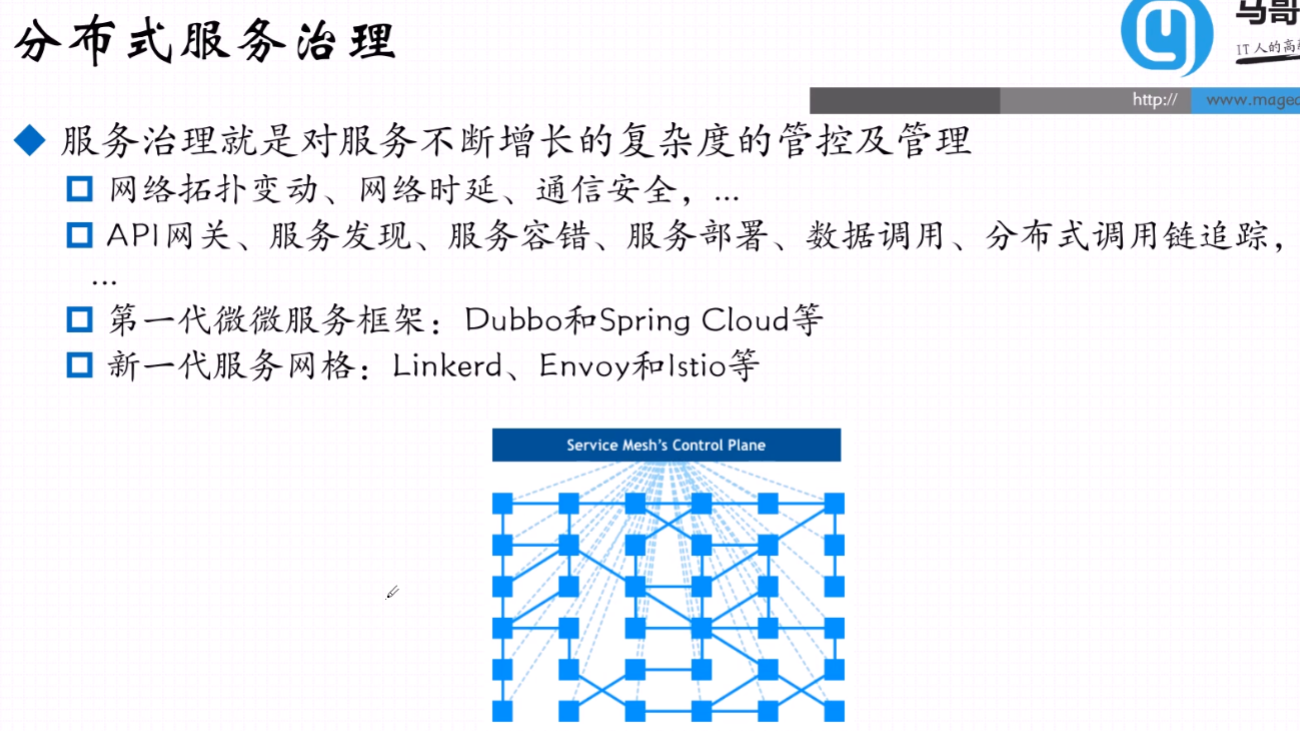 分布式服务治理
马哥
IT人的高
http://
www.mage
服务治理就是对服务不断增长的复杂度的管控及管理
网络拓扑变动、网络时延、通信安全，...
API网关、服务发现、服务容错、服务部署、数据调用、分布式调用链追踪，
...
第一代微微服务框架：Dubbo和Spring Cloud等
新一代服务网格：Linkerd、Envoy和Istio等
Service Mesh's Control Plane